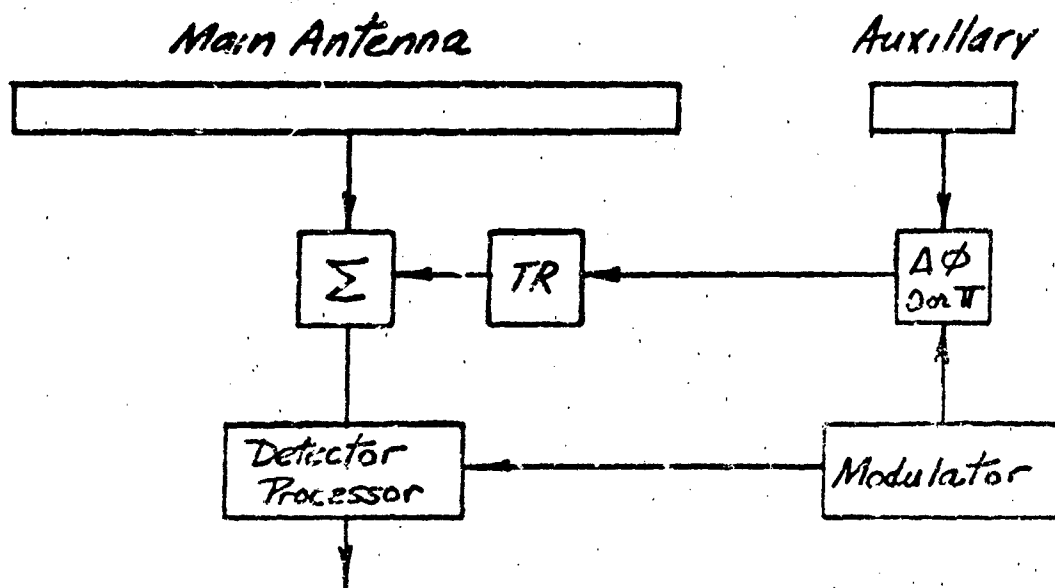 Main Antenna
Auxillary
Σ
TR
Δφ
0 or π
Detector
Processor
Modulator